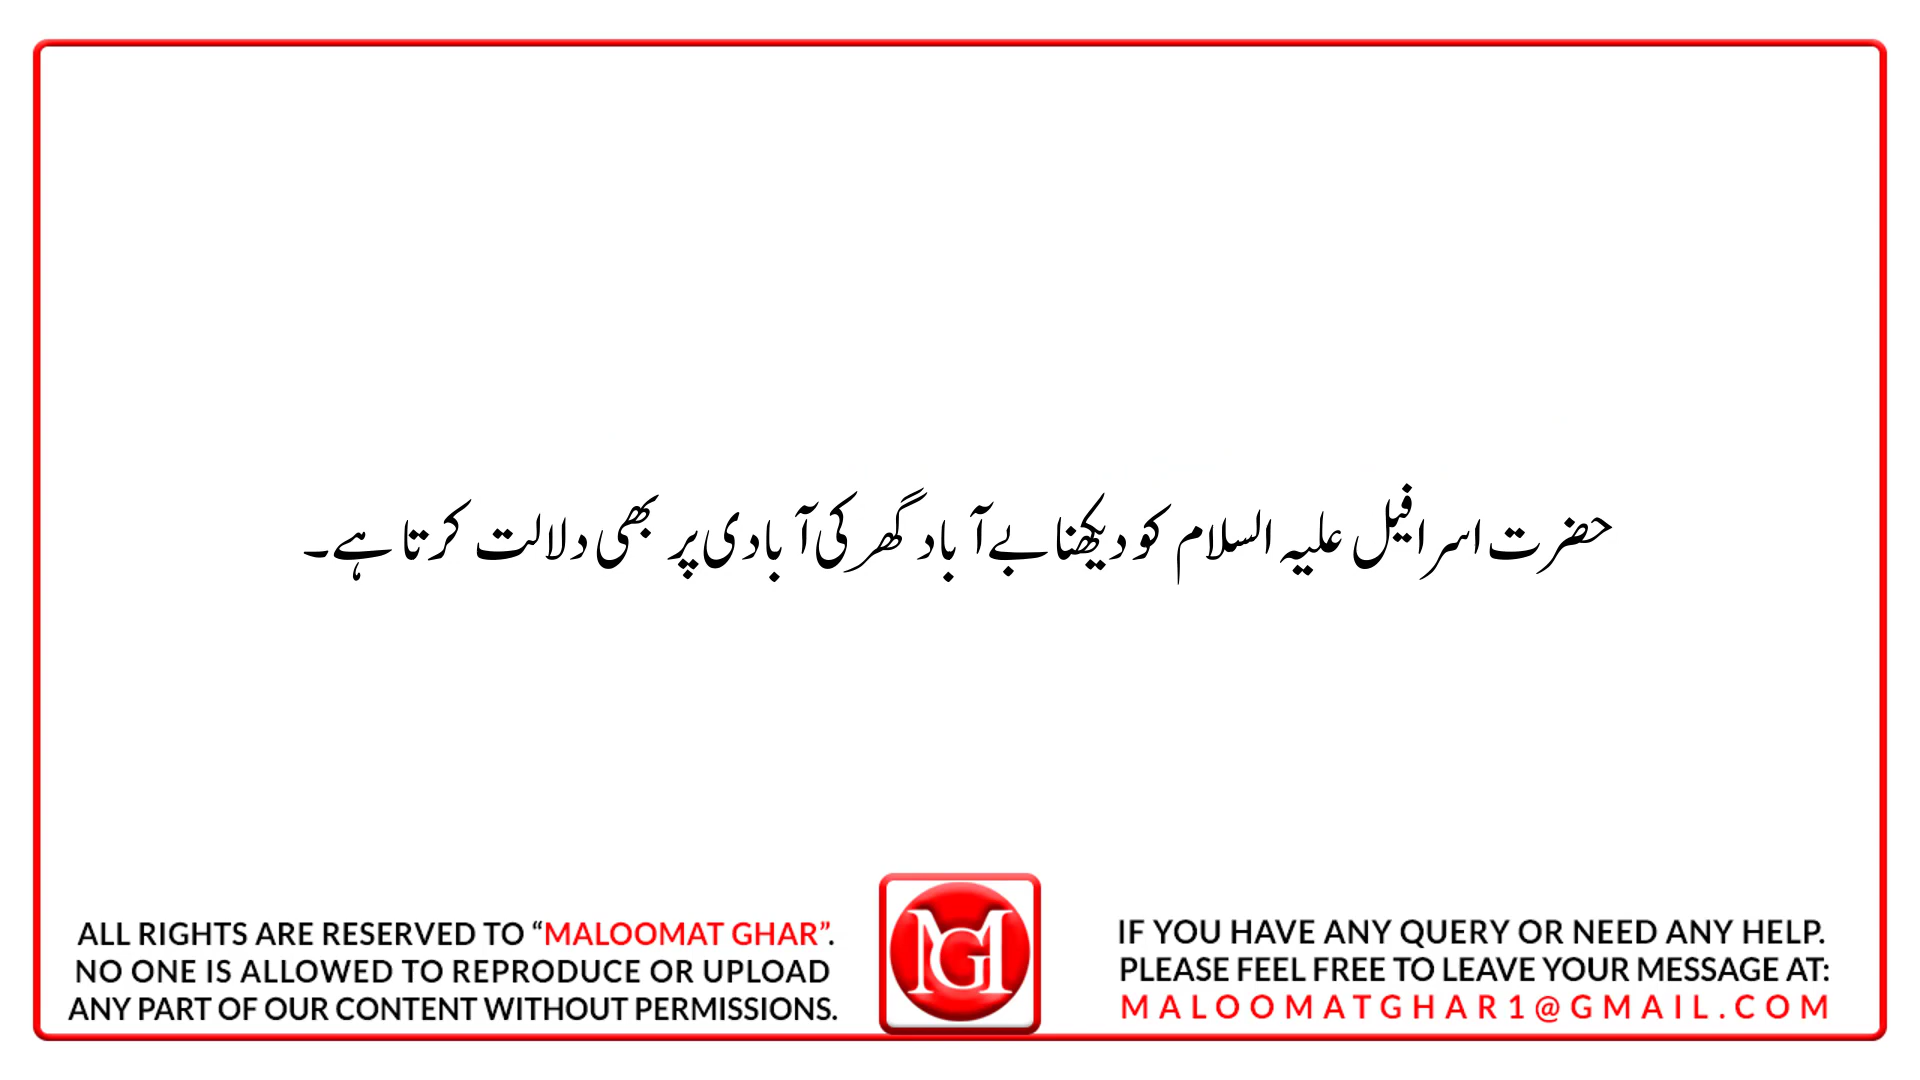 حضرت اسرافیل علیہ السلام کو دیکھنا بے آباد گھر کی آبادی پر بھی دلالت کرتا ہے۔
ALL RIGHTS ARE RESERVED TO “MALOOMAT GHAR”.
NO ONE IS ALLOWED TO REPRODUCE OR UPLOAD
ANY PART OF OUR CONTENT WITHOUT PERMISSIONS.
MG
IF YOU HAVE ANY QUERY OR NEED ANY HELP.
PLEASE FEEL FREE TO LEAVE YOUR MESSAGE AT:
MALOOMATGHAR1@GMAIL.COM